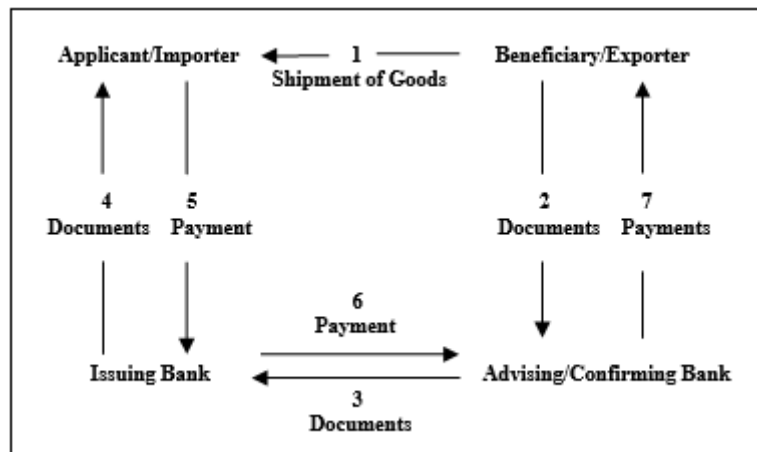 Applicant/Importer
1
Beneficiary/Exporter
Shipment of Goods
4
5
2
7
Documents
Payment
Documents
Payments
6
Payment
Issuing Bank
Advising/Confirming Bank
3
Documents